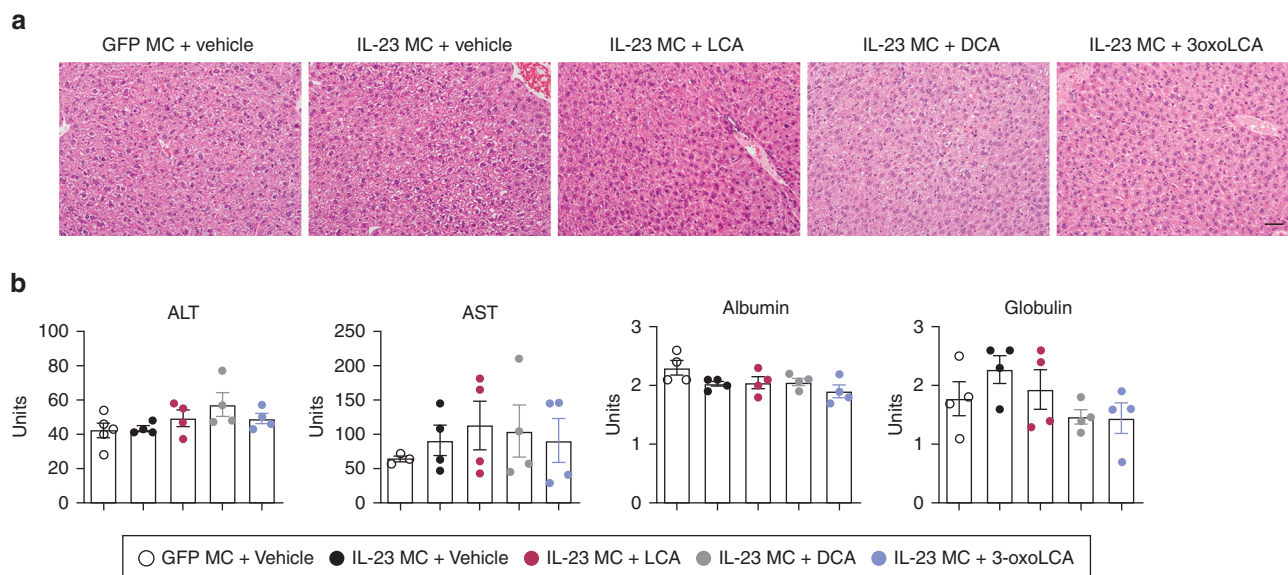 a
GFP MC + vehicle IL-23 MC + vehicle IL-23 MC + LCA IL-23 MC + DCA IL-23 MC + 3oxoLCA
b
ALT AST Albumin Globulin
Units
100
80
60
40
20
0
Units
250
200
150
100
50
0
Units
3
2
1
0
Units
3
2
1
0
GFP MC + Vehicle IL-23 MC + Vehicle IL-23 MC + LCA IL-23 MC + DCA IL-23 MC + 3-oxoLCA